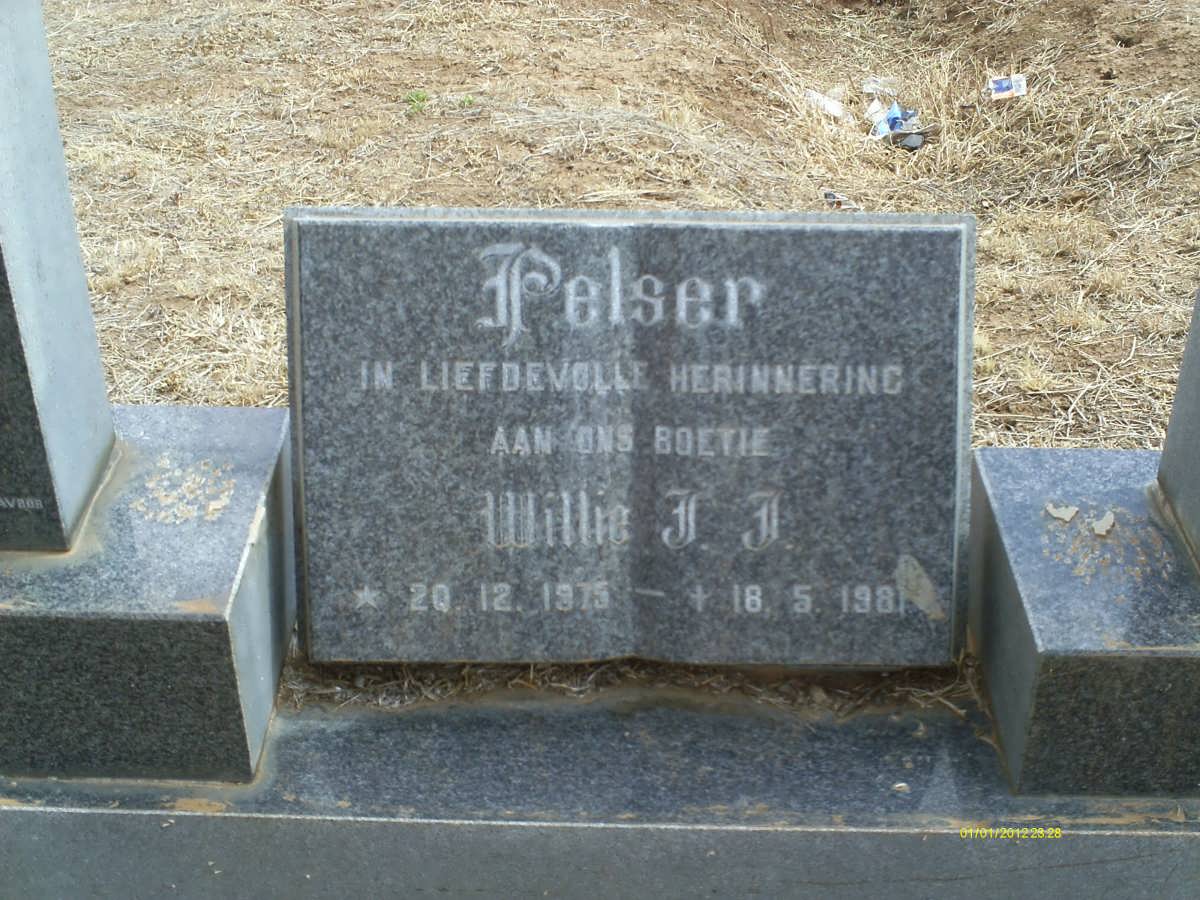 Pelser
IN LIEFDEVOLLE HERINNERING
AAN ONS BOETIE
Willie J. J.
★ 20. 12. 1975 — † 18. 5. 1981
01/01/2012 23:28